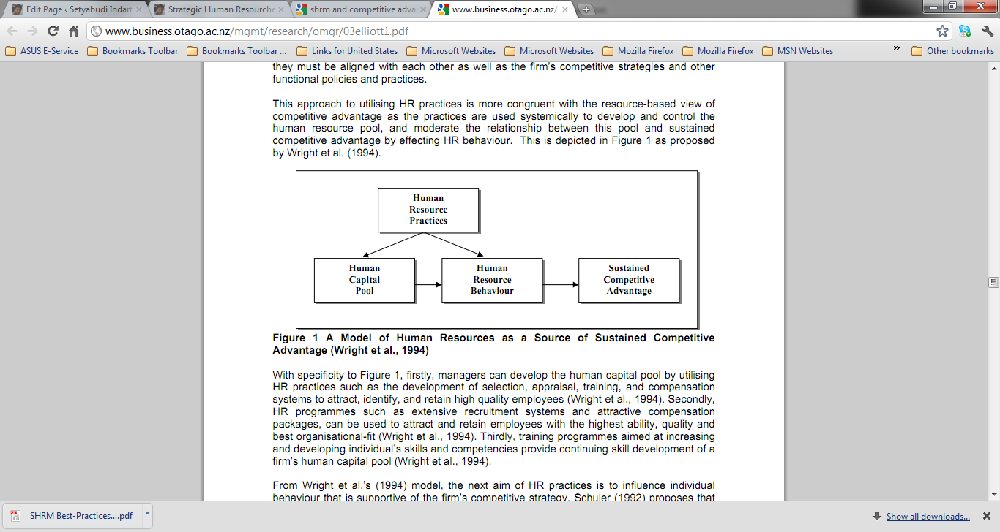 Edit Page ‹ Setyabudi Indart
Strategic Human Resourche
shrm and competitive adva
www.business.otago.ac.nz/
www.business.otago.ac.nz/mgmt/research/omgr/03elliott1.pdf
ASUS E-Service Bookmarks Toolbar Bookmarks Toolbar ... Links for United States Microsoft Websites Microsoft Websites Mozilla Firefox Mozilla Firefox MSN Websites » Other bookmarks
they must be aligned with each other as well as the firm's competitive strategies and other
functional policies and practices.
This approach to utilising HR practices is more congruent with the resource-based view of
competitive advantage as the practices are used systemically to develop and control the
human resource pool, and moderate the relationship between this pool and sustained
competitive advantage by effecting HR behaviour. This is depicted in Figure 1 as proposed
by Wright et al. (1994).
Human
Resource
Practices
Human
Capital
Pool
Human
Resource
Behaviour
Sustained
Competitive
Advantage
Figure 1 A Model of Human Resources as a Source of Sustained Competitive
Advantage (Wright et al., 1994)
With specificity to Figure 1, firstly, managers can develop the human capital pool by utilising
HR practices such as the development of selection, appraisal, training, and compensation
systems to attract, identify, and retain high quality employees (Wright et al., 1994). Secondly,
HR programmes such as extensive recruitment systems and attractive compensation
packages, can be used to attract and retain employees with the highest ability, quality and
best organisational-fit (Wright et al., 1994). Thirdly, training programmes aimed at increasing
and developing individual's skills and competencies provide continuing skill development of a
firm's human capital pool (Wright et al., 1994).
From Wright et al.'s (1994) model, the next aim of HR practices is to influence individual
behaviour that is supportive of the firm's competitive strategy. Schuler (1992) proposes that
SHRM Best-Practices....pdf
Show all downloads...